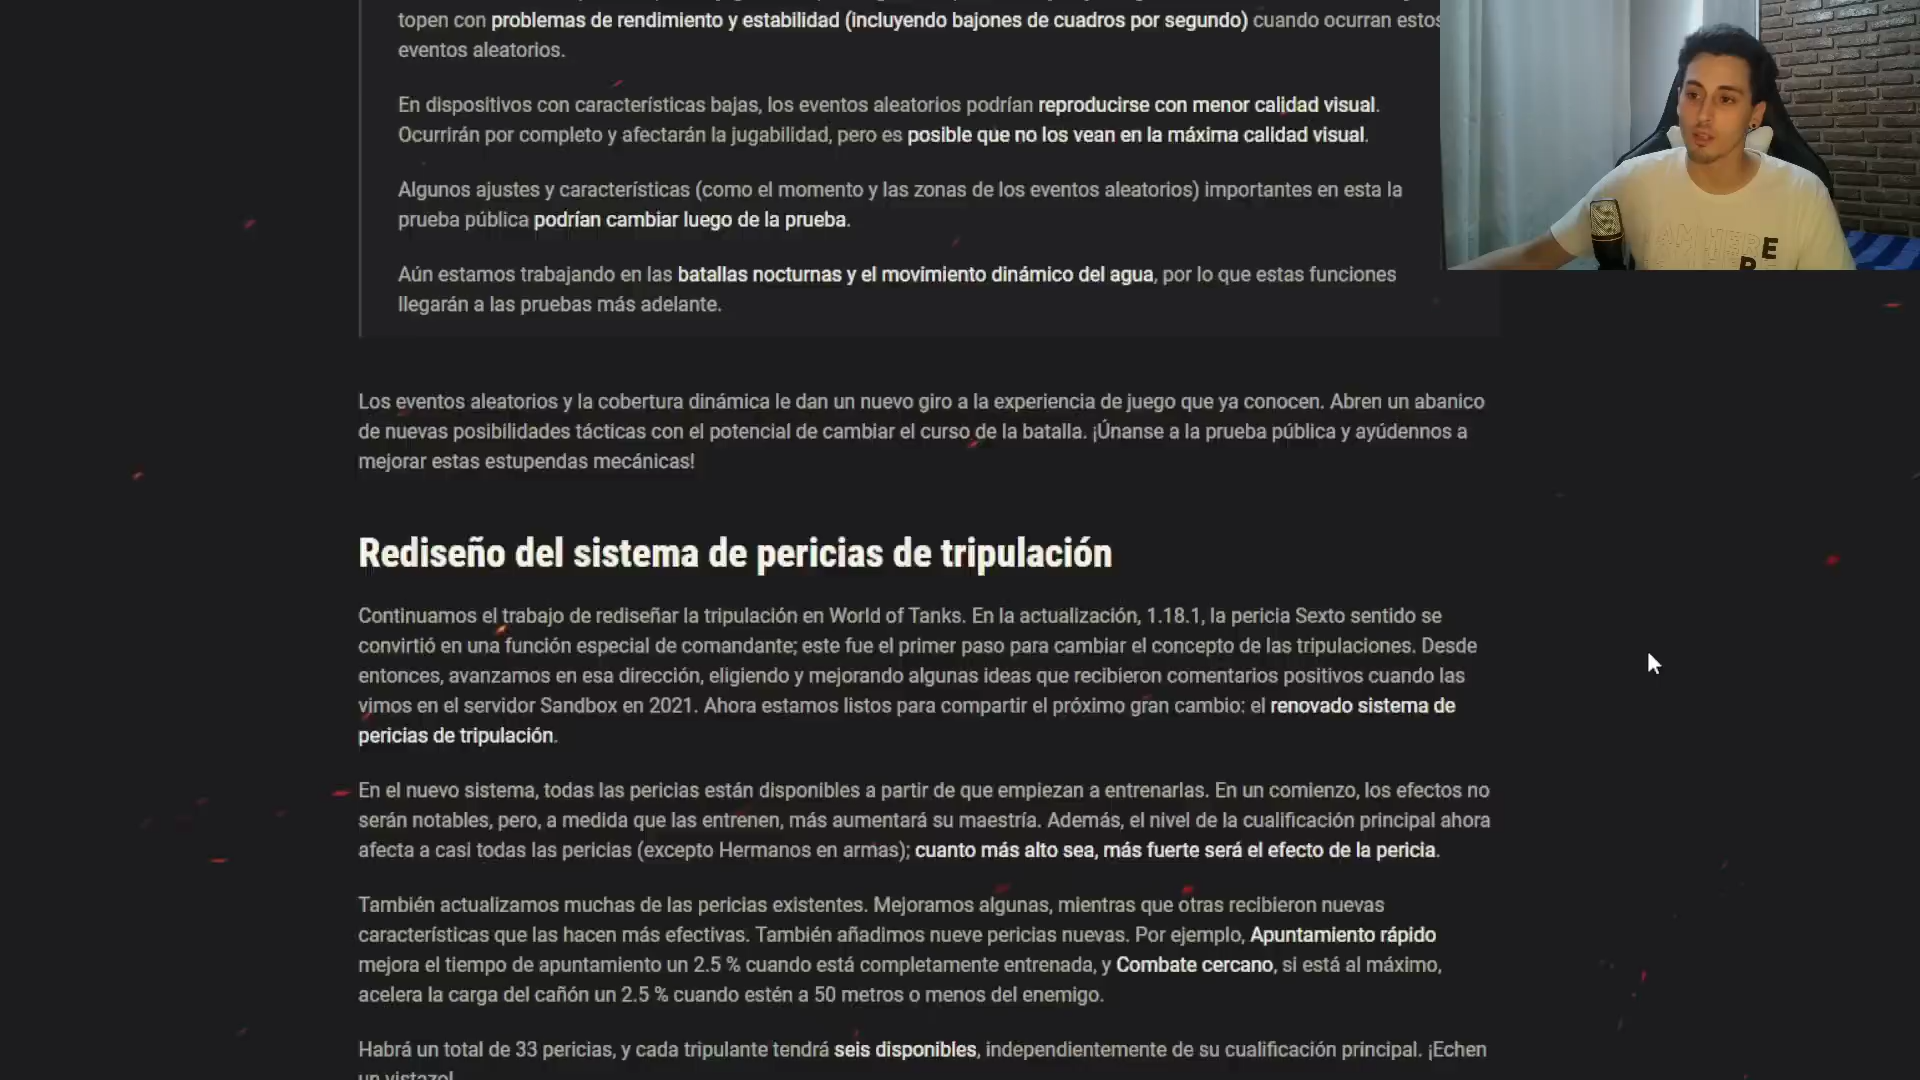 topen con problemas de rendimiento y estabilidad (incluyendo bajones de cuadros por segundo) cuando ocurran estos
eventos aleatorios.
En dispositivos con características bajas, los eventos aleatorios podrían reproducirse con menor calidad visual.
Ocurrirán por completo y afectarán la jugabilidad, pero es posible que no los vean en la máxima calidad visual.
Algunos ajustes y características (como el momento y las zonas de los eventos aleatorios) importantes en esta la
prueba pública podrían cambiar luego de la prueba.
Aún estamos trabajando en las batallas nocturnas y el movimiento dinámico del agua, por lo que estas funciones
llegarán a las pruebas más adelante.
Los eventos aleatorios y la cobertura dinámica le dan un nuevo giro a la experiencia de juego que ya conocen. Abren un abanico
de nuevas posibilidades tácticas con el potencial de cambiar el curso de la batalla. ¡Únanse a la prueba pública y ayúdennos a
mejorar estas estupendas mecánicas!
Rediseño del sistema de pericias de tripulación
Continuamos el trabajo de rediseñar la tripulación en World of Tanks. En la actualización, 1.18.1, la pericia Sexto sentido se
convirtió en una función especial de comandante; este fue el primer paso para cambiar el concepto de las tripulaciones. Desde
entonces, avanzamos en esa dirección, eligiendo y mejorando algunas ideas que recibieron comentarios positivos cuando las
vimos en el servidor Sandbox en 2021. Ahora estamos listos para compartir el próximo gran cambio: el renovado sistema de
pericias de tripulación.
En el nuevo sistema, todas las pericias están disponibles a partir de que empiezan a entrenarlas. En un comienzo, los efectos no
serán notables, pero, a medida que las entrenen, más aumentará su maestría. Además, el nivel de la cualificación principal ahora
afecta a casi todas las pericias (excepto Hermanos en armas); cuanto más alto sea, más fuerte será el efecto de la pericia.
También actualizamos muchas de las pericias existentes. Mejoramos algunas, mientras que otras recibieron nuevas
características que las hacen más efectivas. También añadimos nueve pericias nuevas. Por ejemplo, Apuntamiento rápido
mejora el tiempo de apuntamiento un 2.5 % cuando está completamente entrenada, y Combate cercano, si está al máximo,
acelera la carga del cañón un 2.5 % cuando estén a 50 metros o menos del enemigo.
Habrá un total de 33 pericias, y cada tripulante tendrá seis disponibles, independientemente de su cualificación principal. ¡Echen
un vistazo!